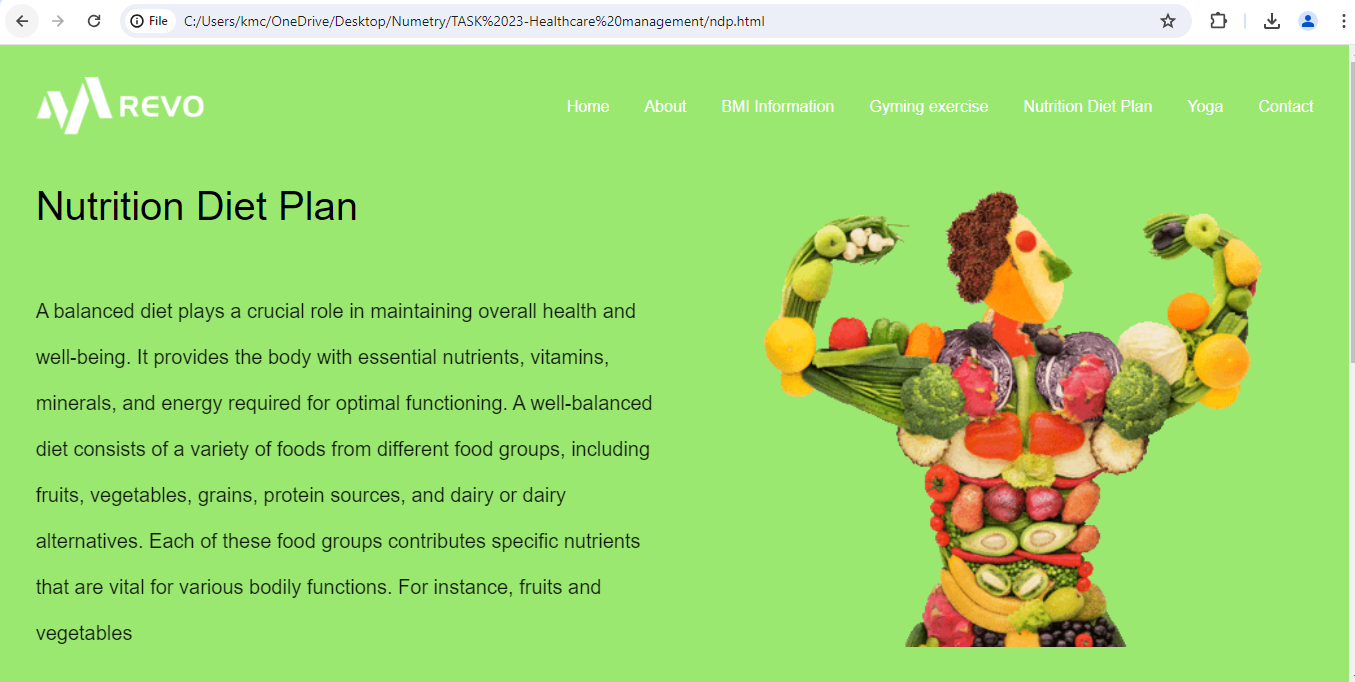 File C:/Users/kmc/OneDrive/Desktop/Numetry/TASK%2023-Healthcare%20management/ndp.html
REVO Home About BMI Information Gyming exercise Nutrition Diet Plan Yoga Contact
Nutrition Diet Plan
A balanced diet plays a crucial role in maintaining overall health and
well-being. It provides the body with essential nutrients, vitamins,
minerals, and energy required for optimal functioning. A well-balanced
diet consists of a variety of foods from different food groups, including
fruits, vegetables, grains, protein sources, and dairy or dairy
alternatives. Each of these food groups contributes specific nutrients
that are vital for various bodily functions. For instance, fruits and
vegetables